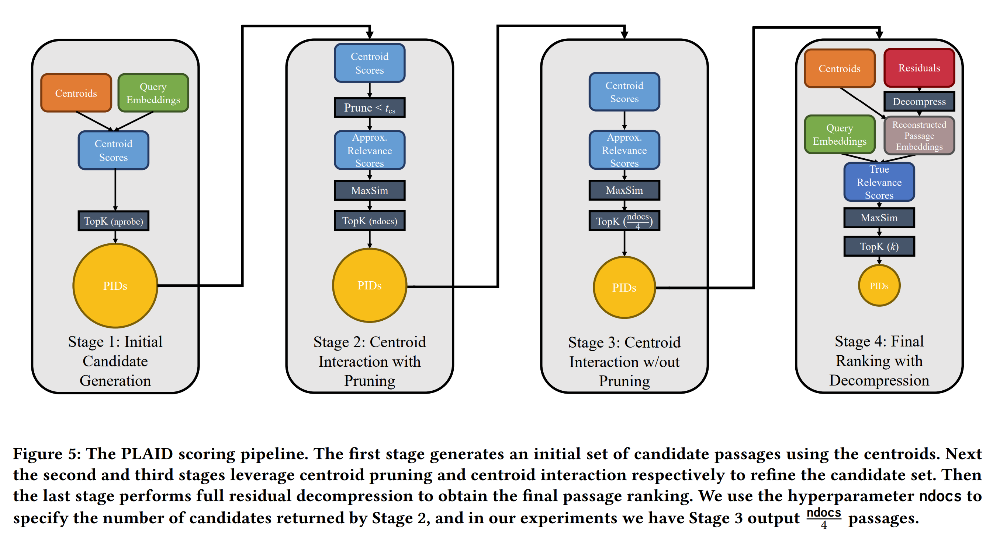 Centroids
Query
Embeddings
Centroid
Scores
TopK (nprobe)
PIDs
Stage 1: Initial
Candidate
Generation
Centroid
Scores
Prune < t_cs
Approx.
Relevance
Scores
MaxSim
TopK (ndocs)
PIDs
Stage 2: Centroid
Interaction with
Pruning
Centroid
Scores
Approx.
Relevance
Scores
MaxSim
TopK (ndocs/4)
PIDs
Stage 3: Centroid
Interaction w/out
Pruning
Centroids
Residuals
Decompress
Query
Embeddings
Reconstructed
Passage
Embeddings
True
Relevance
Scores
MaxSim
TopK (k)
PIDs
Stage 4: Final
Ranking with
Decompression
Figure 5: The PLAID scoring pipeline. The first stage generates an initial set of candidate passages using the centroids. Next
the second and third stages leverage centroid pruning and centroid interaction respectively to refine the candidate set. Then
the last stage performs full residual decompression to obtain the final passage ranking. We use the hyperparameter ndocs to
specify the number of candidates returned by Stage 2, and in our experiments we have Stage 3 output ndocs/4 passages.